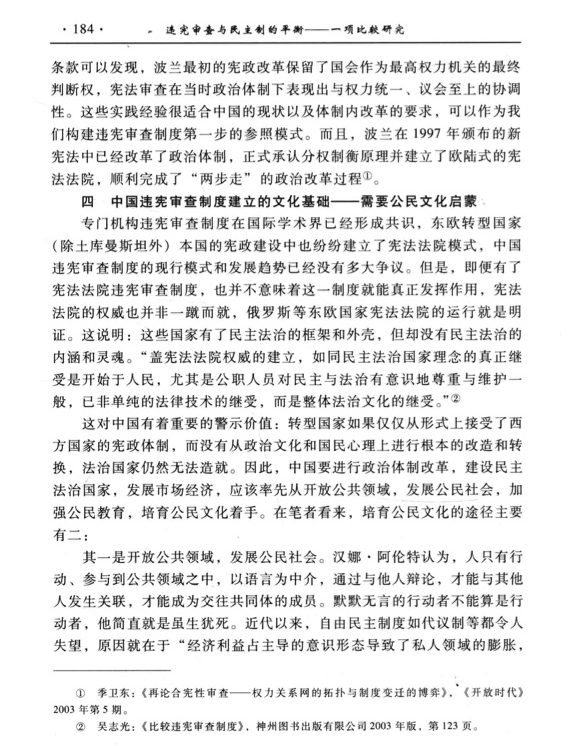 · 184 · 违宪审查与民主制的平衡——一项比较研究
条款可以发现，波兰最初的宪政改革保留了国会作为最高权力机关的最终
判断权，宪法审查在当时政治体制下表现出与权力统一、议会至上的协调
性。这些实践经验很适合中国的现状以及体制内改革的要求，可以作为我
们构建违宪审查制度第一步的参照模式。而且，波兰在 1997 年颁布的新
宪法中已经改革了政治体制，正式承认分权制衡原理并建立了欧陆式的宪
法法院，顺利完成了“两步走”的政治改革过程①。
四 中国违宪审查制度建立的文化基础——需要公民文化启蒙
专门机构违宪审查制度在国际学术界已经形成共识，东欧转型国家
（除土库曼斯坦外）本国的宪政建设中也纷纷建立了宪法法院模式，中国
违宪审查制度的现行模式和发展趋势已经没有多大争议。但是，即便有了
宪法法院违宪审查制度，也并不意味着这一制度就能真正发挥作用，宪法
法院的权威也并非一蹴而就，俄罗斯等东欧国家宪法法院的运行就是明
证。这说明：这些国家有了民主法治的框架和外壳，但却没有民主法治的
内涵和灵魂。“盖宪法法院权威的建立，如同民主法治国家理念的真正继
受是开始于人民，尤其是公职人员对民主与法治有意识地尊重与维护一
般，已非单纯的法律技术的继受，而是整体法治文化的继受。”②
这对中国有着重要的警示价值：转型国家如果仅仅从形式上接受了西
方国家的宪政体制，而没有从政治文化和国民心理上进行根本的改造和转
换，法治国家仍然无法造就。因此，中国要进行政治体制改革，建设民主
法治国家，发展市场经济，应该率先从开放公共领域，发展公民社会，加
强公民教育，培育公民文化着手。在笔者看来，培育公民文化的途径主要
有二：
其一是开放公共领域，发展公民社会。汉娜·阿伦特认为，人只有行
动、参与到公共领域之中，以语言为中介，通过与他人辩论，才能与其他
人发生关联，才能成为交往共同体的成员。默默无言的行动者不能算是行
动者，他简直就是虽生犹死。近代以来，自由民主制度如代议制等都令人
失望，原因就在于“经济利益占主导的意识形态导致了私人领域的膨胀，
① 季卫东：《再论合宪性审查——权力关系网的拓扑与制度变迁的博弈》，《开放时代》
2003 年第 5 期。
② 吴志光：《比较违宪审查制度》，神州图书出版有限公司 2003 年版，第 123 页。